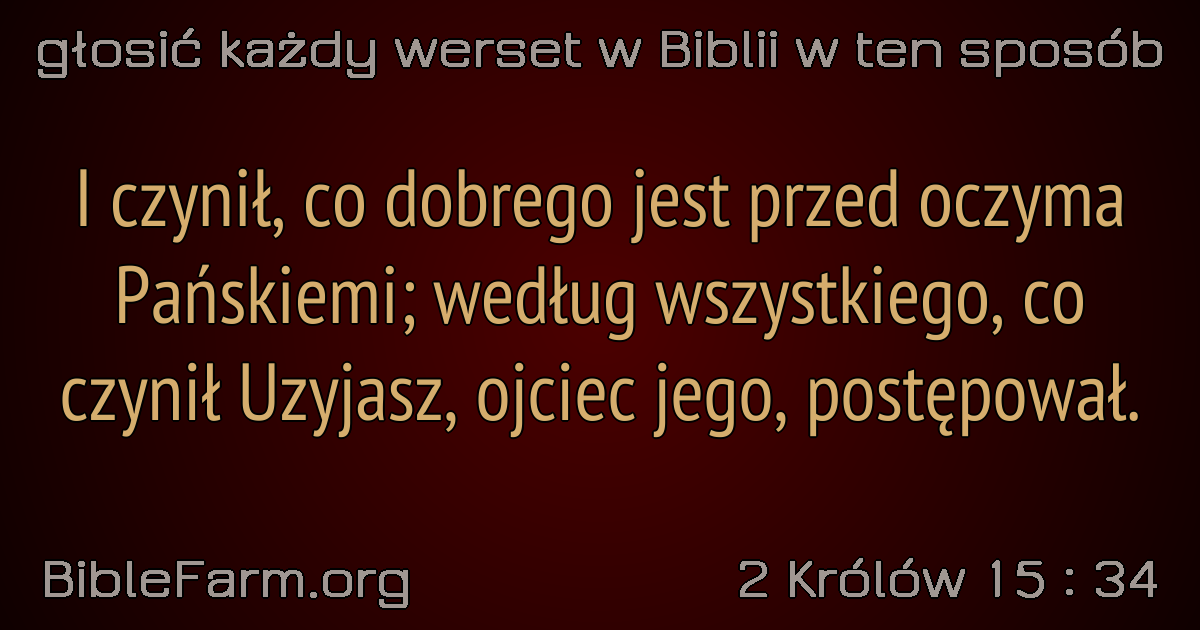 głosić każdy werset w Biblii w ten sposób
I czynił, co dobrego jest przed oczyma
Pańskiemi; według wszystkiego, co
czynił Uzyjasz, ojciec jego, postępował.
BibleFarm.org
2 Królów 15 : 34